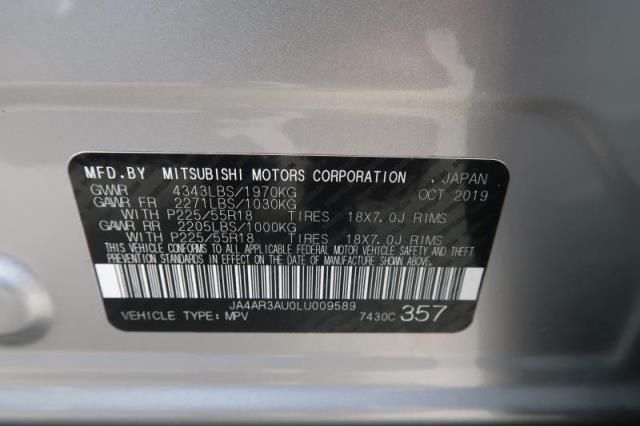 MFD.BY MITSUBISHI MOTORS CORPORATION , JAPAN
GVWR 4343LBS/1970KG OCT 2019
GAWR FR 2271LBS/1030KG
WITH P225/55R18 TIRES 18X7.0J RIMS
GAWR RR 2205LBS/1000KG
WITH P225/55R18 TIRES 18X7.0J RIMS
THIS VEHICLE CONFORMS TO ALL APPLICABLE FEDERAL MOTOR VEHICLE SAFETY AND THEFT
PREVENTION STANDARDS IN EFFECT ON THE DATE OF MANUFACTURE SHOWN ABOVE.
JA4AR3AU0LU009589
VEHICLE TYPE: MPV 7430C 357